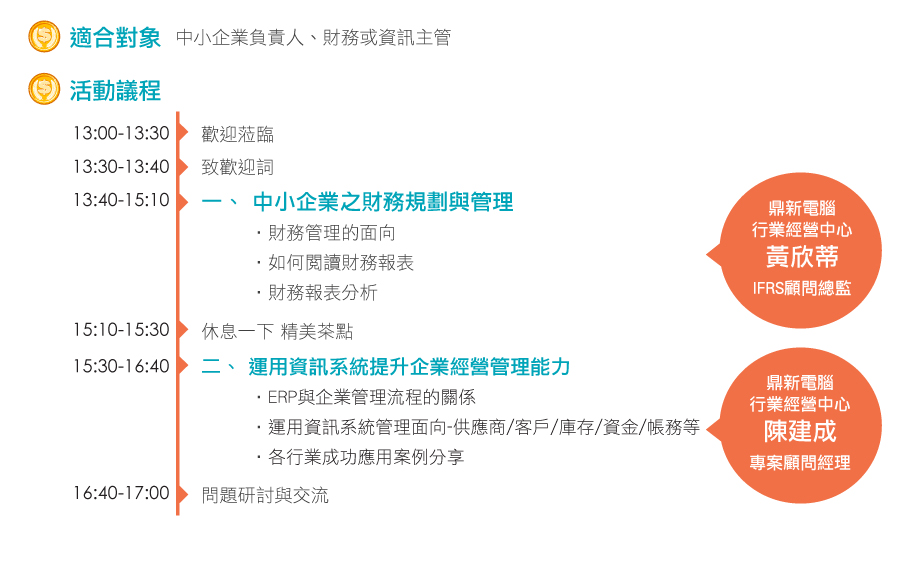 適合對象 中小企業負責人、財務或資訊主管
活動議程
13:00-13:30 歡迎蒞臨
13:30-13:40 致歡迎詞
13:40-15:10 一、 中小企業之財務規劃與管理
・財務管理的面向
・如何閱讀財務報表
・財務報表分析
鼎新電腦
行業經營中心
黃欣蒂
IFRS顧問總監
15:10-15:30 休息一下 精美茶點
15:30-16:40 二、 運用資訊系統提升企業經營管理能力
・ERP與企業管理流程的關係
・運用資訊系統管理面向-供應商/客戶/庫存/資金/帳務等
・各行業成功應用案例分享
鼎新電腦
行業經營中心
陳建成
專案顧問經理
16:40-17:00 問題研討與交流